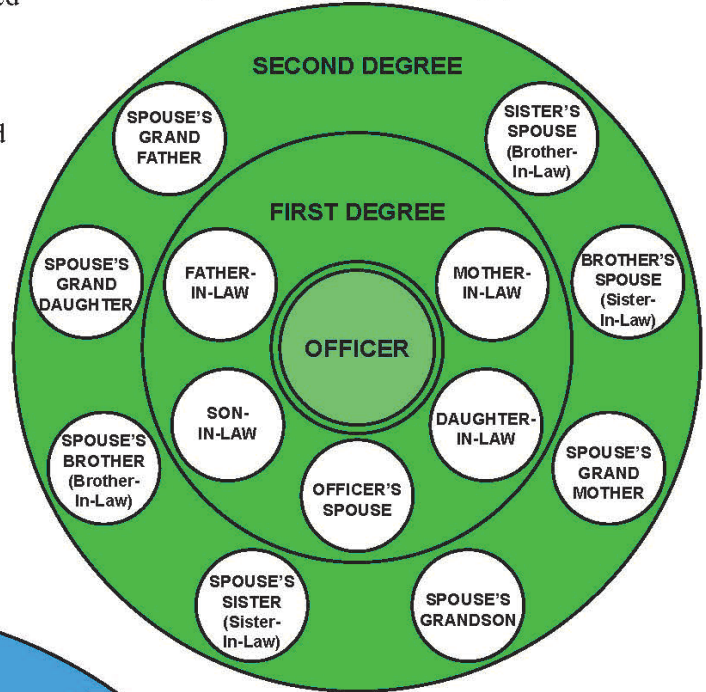 ed
d
SECOND DEGREE
SPOUSE'S
GRAND
FATHER
SISTER'S
SPOUSE
(Brother-
In-Law)
FIRST DEGREE
SPOUSE'S
GRAND
DAUGHTER
FATHER-
IN-LAW
MOTHER-
IN-LAW
BROTHER'S
SPOUSE
(Sister-
In-Law)
OFFICER
SON-
IN-LAW
DAUGHTER-
IN-LAW
SPOUSE'S
BROTHER
(Brother-
In-Law)
OFFICER'S
SPOUSE
SPOUSE'S
GRAND
MOTHER
SPOUSE'S
SISTER
(Sister-
In-Law)
SPOUSE'S
GRANDSON